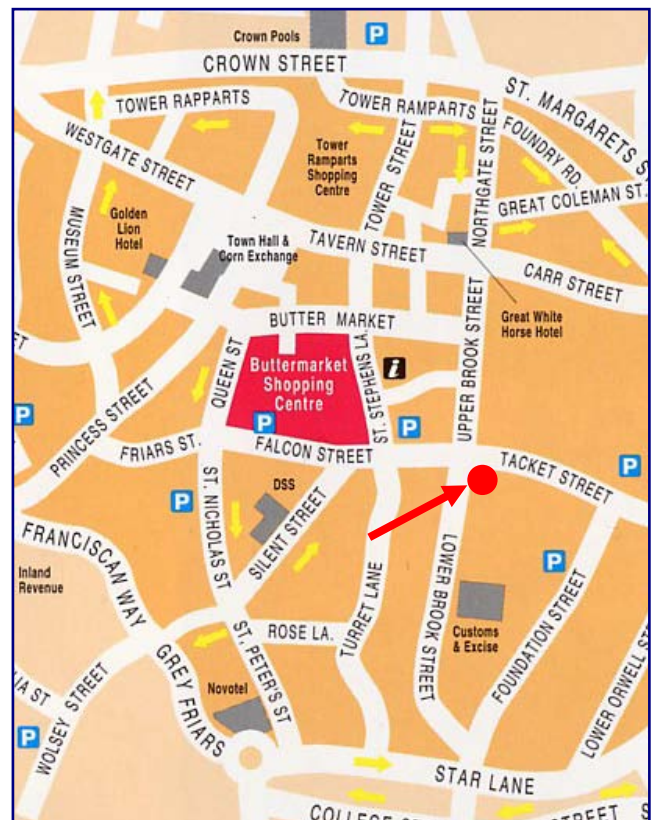 Crown Pools
P
CROWN STREET
TOWER RAPPARTS
TOWER RAMPARTS
ST. MARGARETS
FOUNDRY RD.
WESTGATE STREET
Tower
Ramparts
Shopping
Centre
TOWER STREET
NORTHGATE STREET
GREAT COLEMAN ST.
MUSEUM STREET
Golden
Lion
Hotel
Town Hall &
Corn Exchange
TAVERN STREET
CARR STREET
Great White
Horse Hotel
BUTTER MARKET
UPPER BROOK STREET
QUEEN ST
Buttermarket
Shopping
Centre
P
ST. STEPHENS LA.
i
P
P
PRINCESS STREET
FRIARS ST.
FALCON STREET
TACKET STREET
P
P
ST. NICHOLAS ST
DSS
SILENT STREET
FRANCISCAN WAY
Inland
Revenue
P
LOWER BROOK STREET
TURRET LANE
Customs
& Excise
FOUNDATION STREET
LOWER ORWELL
ROSE LA.
ST. PETER'S ST
GREY FRIARS
Novotel
WOLSEY STREET
P
STAR LANE